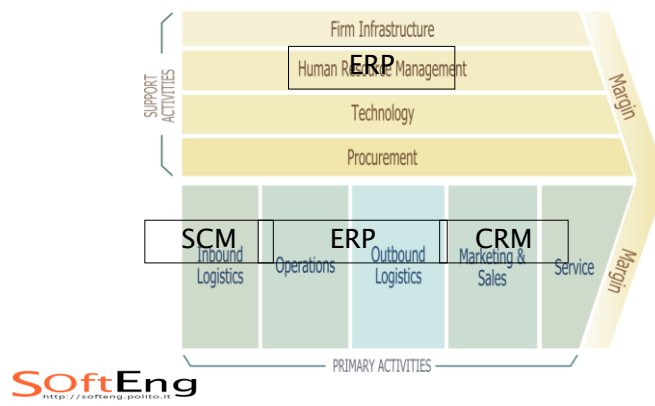 Firm Infrastructure
ERP
Human Resource Management
Technology
Procurement
SUPPORT
ACTIVITIES
Margin
SCM
ERP
CRM
Inbound
Logistics
Operations
Outbound
Logistics
Marketing &
Sales
Service
Margin
PRIMARY ACTIVITIES
SOftEng
http://softeng.polito.it